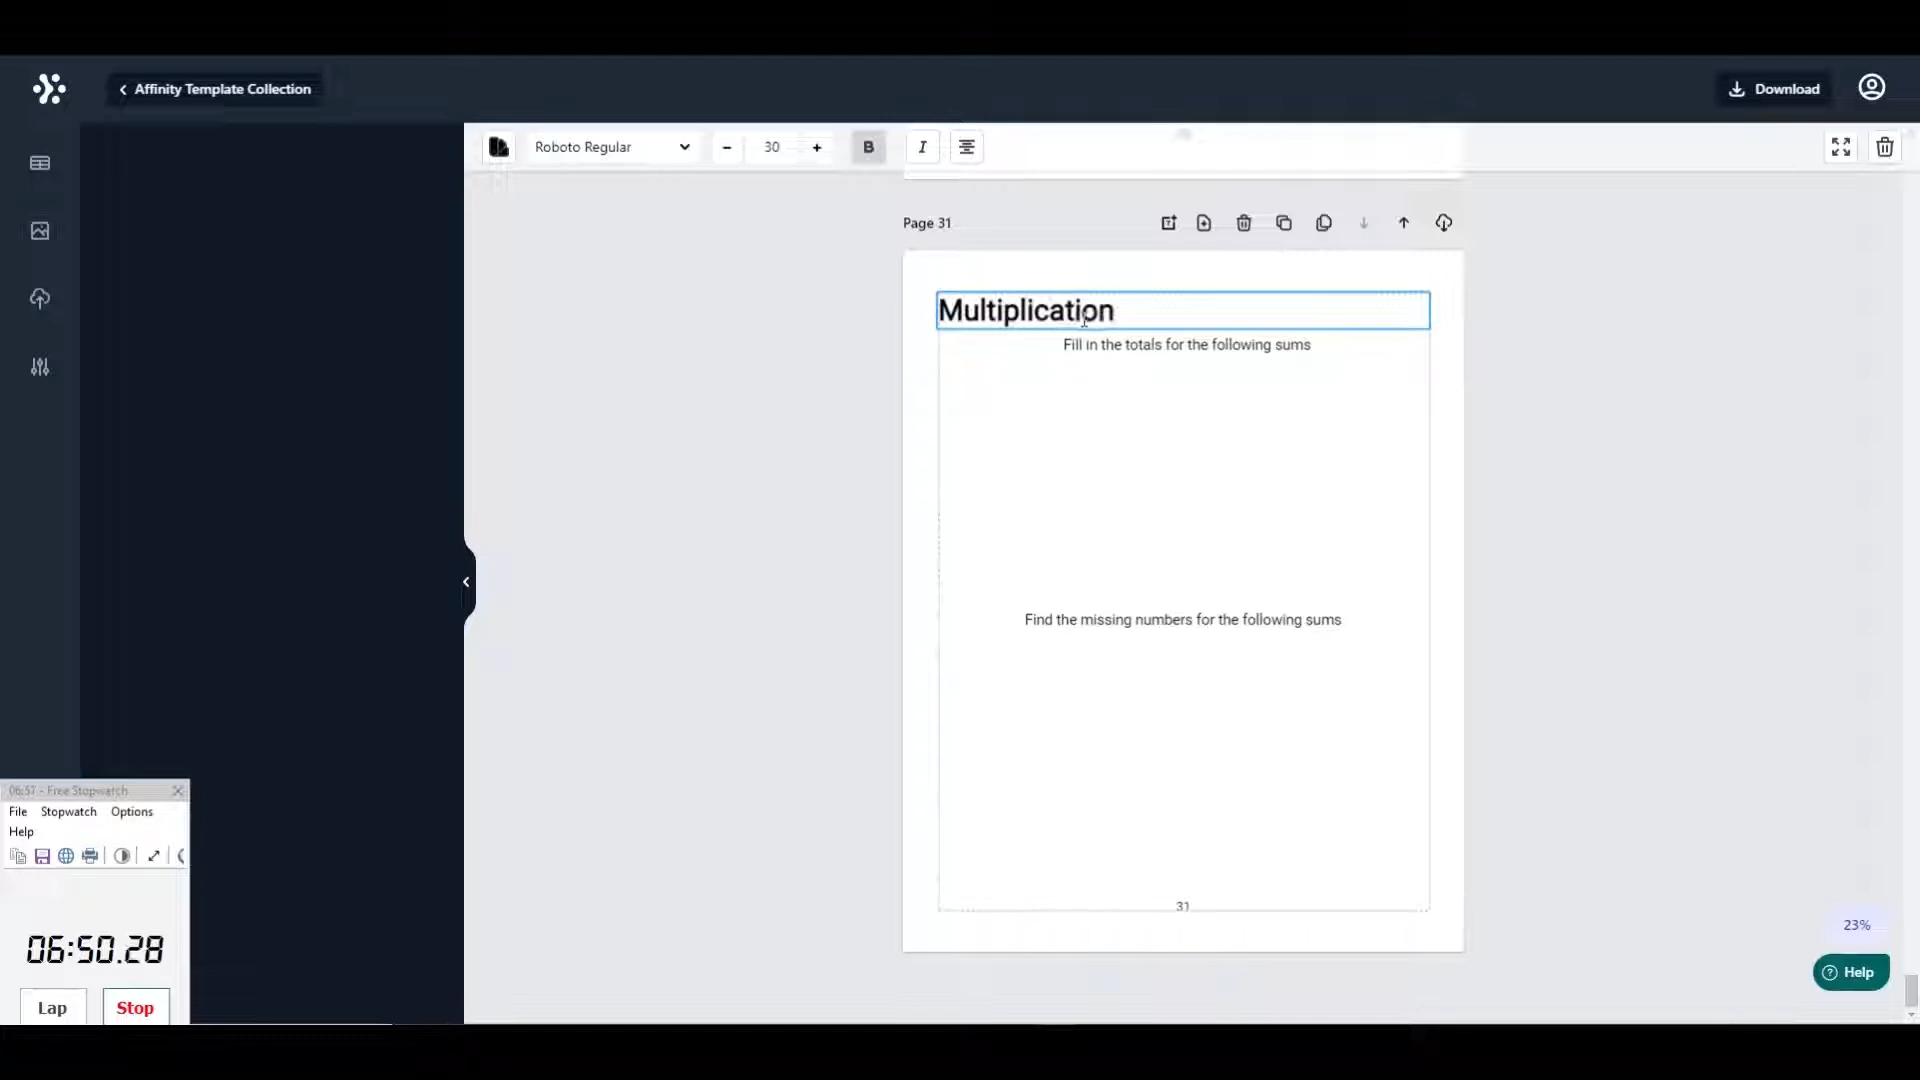 Affinity Template Collection
Download
Roboto Regular
- 30 +
B I
Page 31
Multiplication
Fill in the totals for the following sums
Find the missing numbers for the following sums
31
06:57 - Free Stopwatch
File Stopwatch Options
Help
06:50.28
Lap Stop
23%
Help